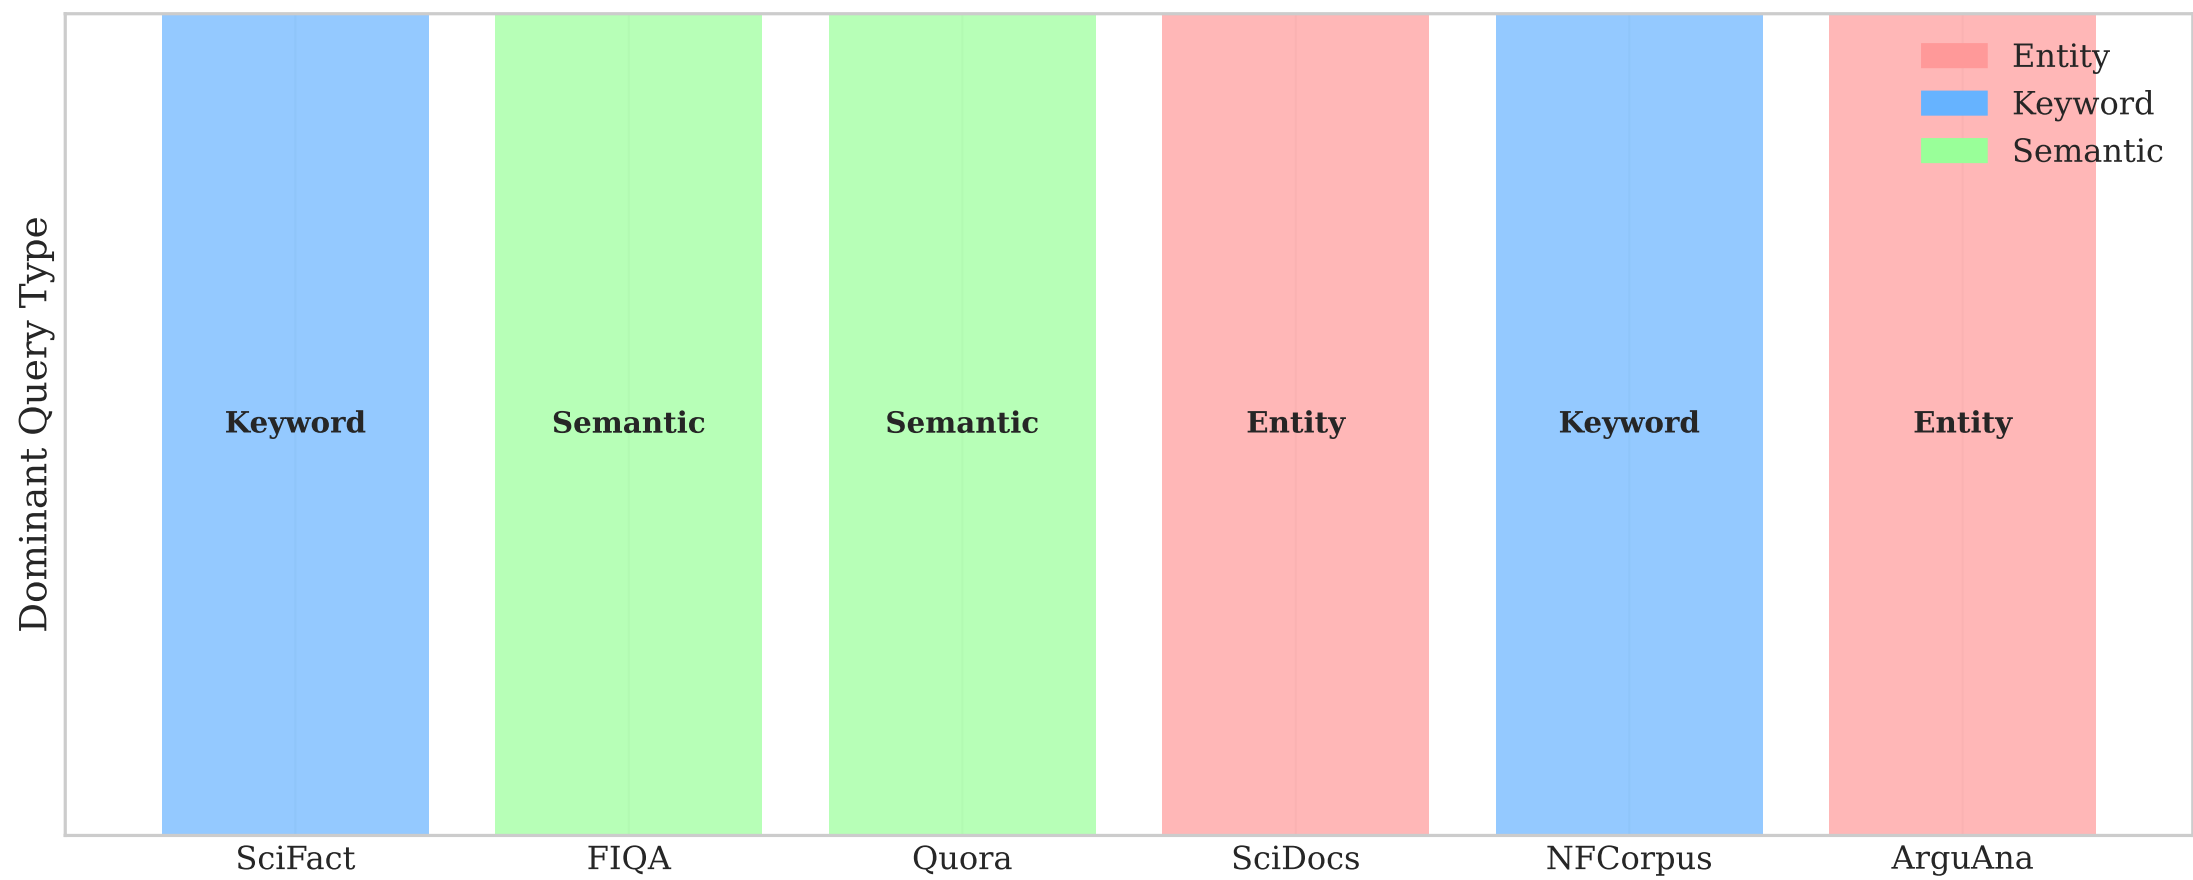 Dominant Query Type
Entity
Keyword
Semantic
Keyword
Semantic
Semantic
Entity
Keyword
Entity
SciFact
FIQA
Quora
SciDocs
NFCorpus
ArguAna